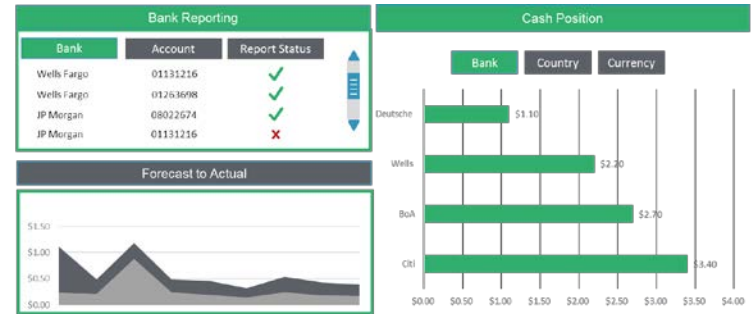 Bank Reporting
Bank Account Report Status
Wells Fargo 01131216
Wells Fargo 01263698
JP Morgan 08022674
JP Morgan 01131216
Forecast to Actual
$1.50
$1.00
$0.50
$0.00
Cash Position
Bank Country Currency
Deutsche $1.10
Wells $2.20
BoA $2.70
Citi $3.40
$0.00 $0.50 $1.00 $1.50 $2.00 $2.50 $3.00 $3.50 $4.00